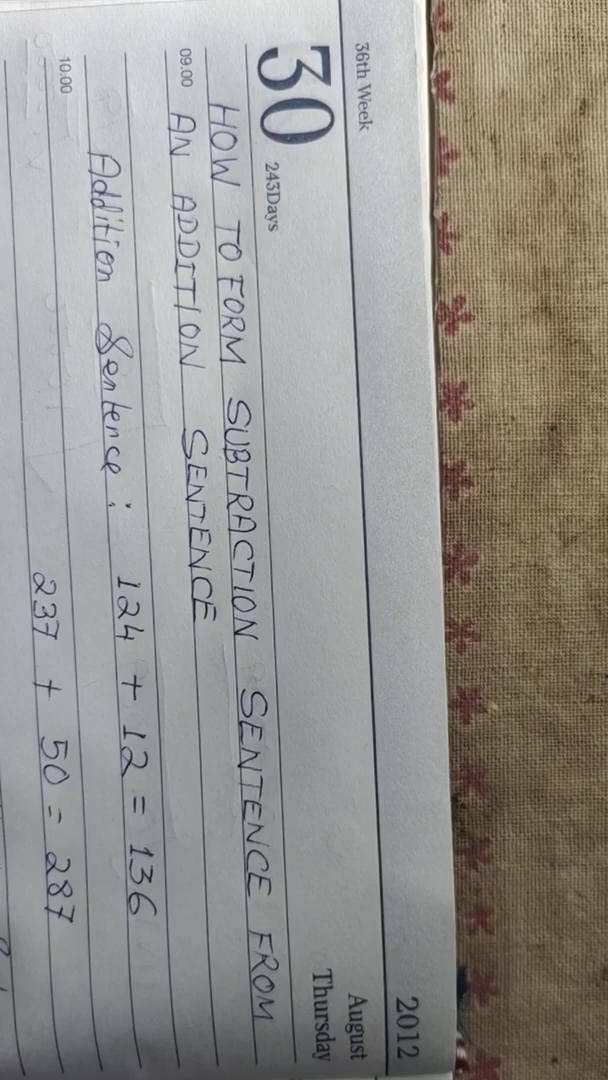 2012
36th Week August
30 243Days Thursday
HOW TO FORM SUBTRACTION SENTENCE FROM
09.00 AN ADDITION SENTENCE
Addition Sentence : 124 + 12 = 136
10.00 237 + 50 = 287